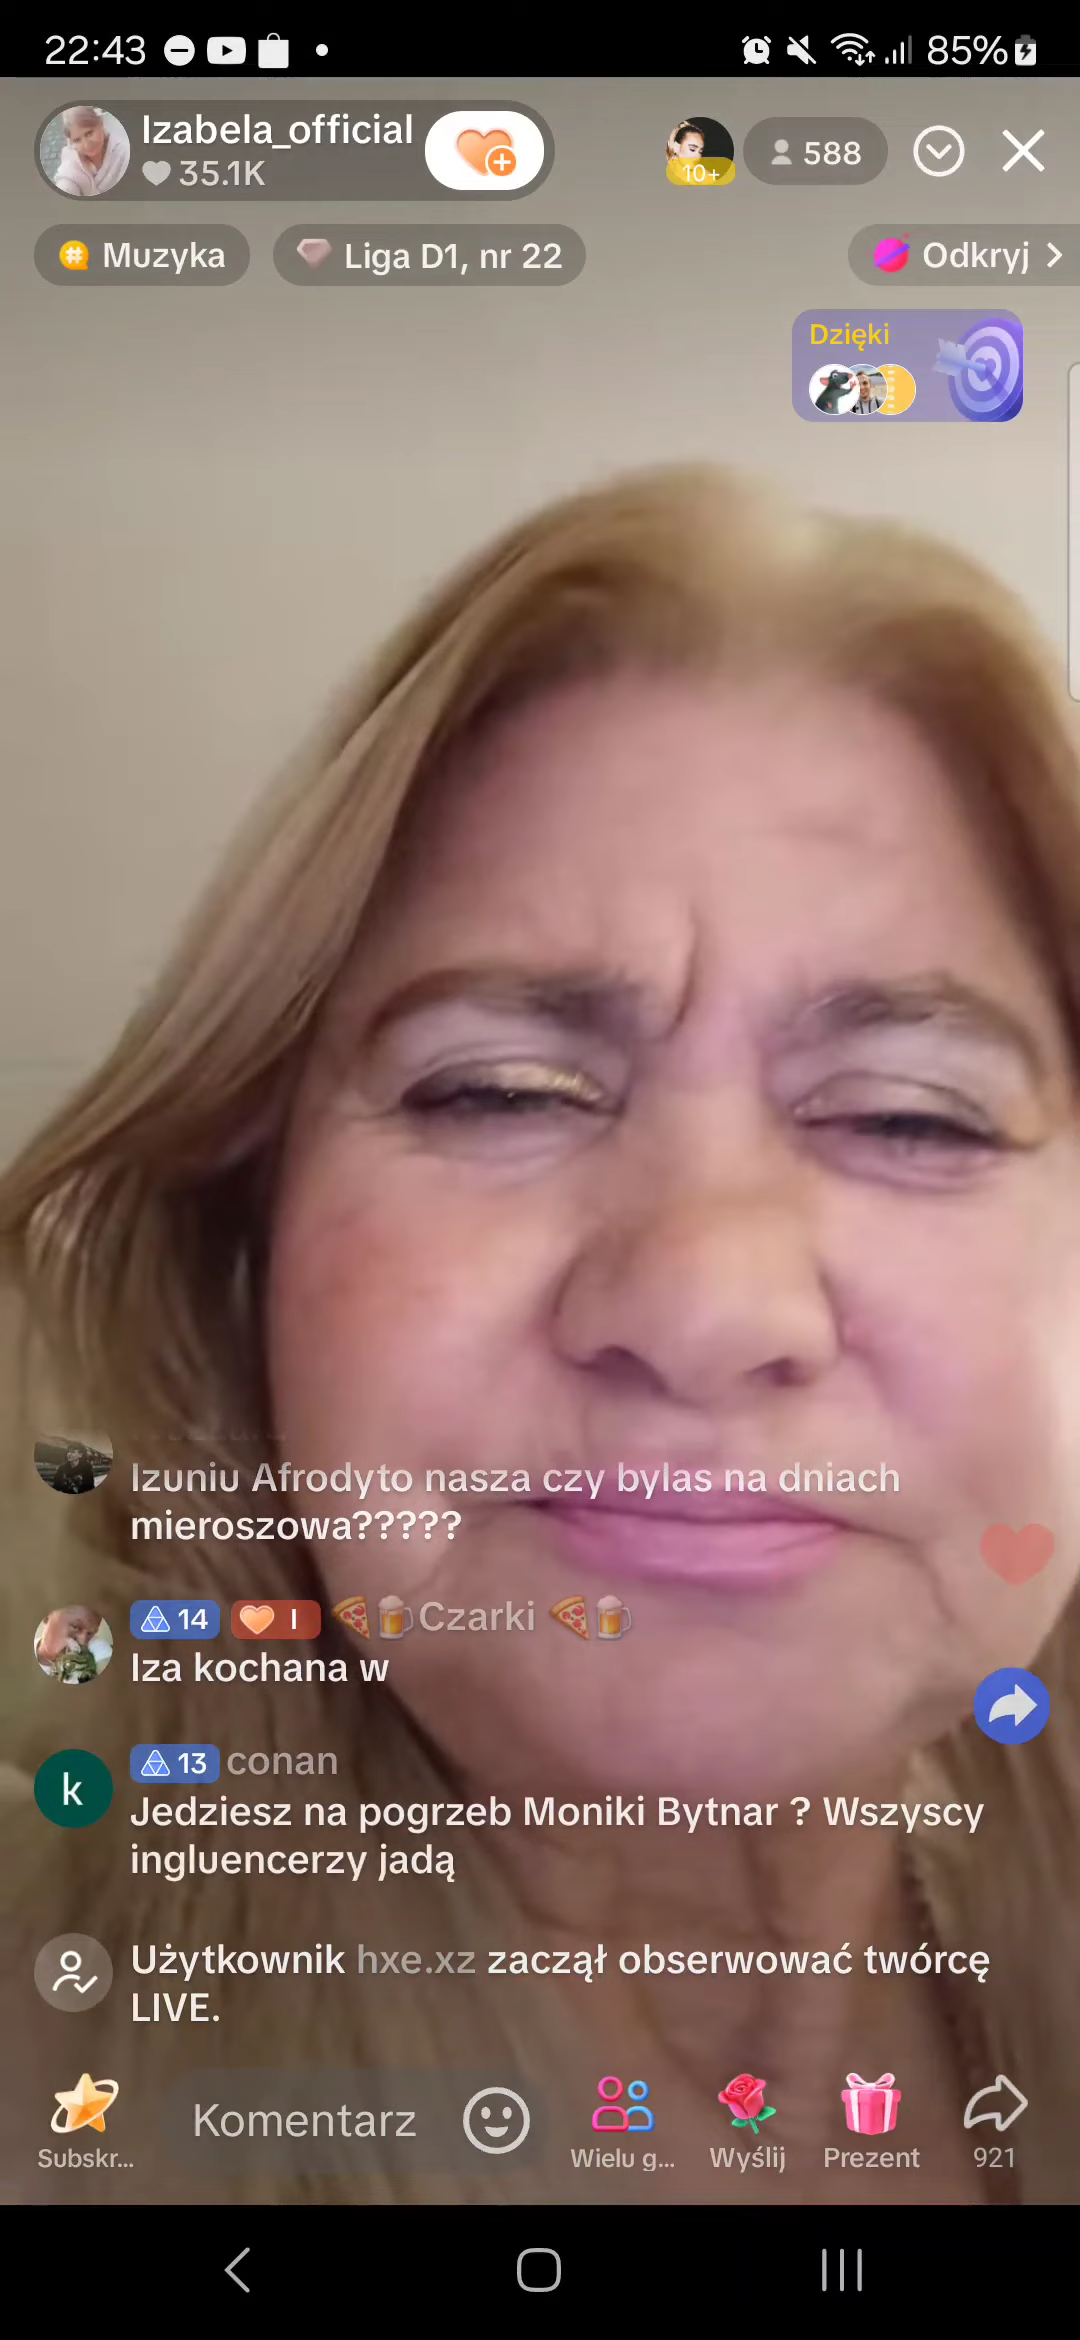 22:43
85%
Izabela_official
35.1K
10+
588
Muzyka
Liga D1, nr 22
Odkryj
Dzięki
Izuniu Afrodyto nasza czy bylas na dniach
mieroszowa?????
14 I 🍕🍺Czarki 🍕🍺
Iza kochana w
13 conan
k
Jedziesz na pogrzeb Moniki Bytnar ? Wszyscy
ingluencerzy jadą
Użytkownik hxe.xz zaczął obserwować twórcę
LIVE.
Komentarz
Subskr...
Wielu g...
Wyślij
Prezent
921